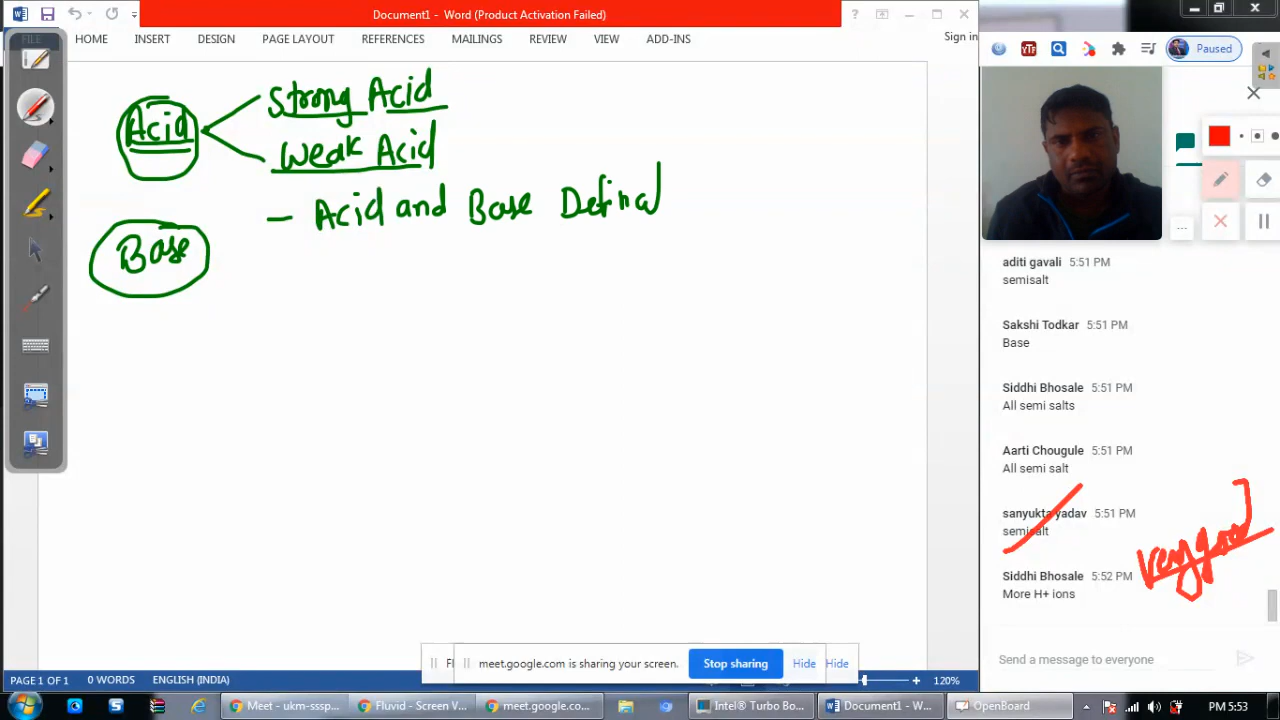 Document1 - Word (Product Activation Failed)
FILE HOME INSERT DESIGN PAGE LAYOUT REFERENCES MAILINGS REVIEW VIEW ADD-INS Sign in
YTF Paused
Acid
Strong Acid
Weak Acid
- Acid and Base
Base
aditi gavali 5:51 PM
semisalt
Sakshi Todkar 5:51 PM
Base
Siddhi Bhosale 5:51 PM
All semi salts
Aarti Chougule 5:51 PM
All semi salt
sanyukta yadav 5:51 PM
semisalt
very good
Siddhi Bhosale 5:52 PM
More H+ ions
Send a message to everyone
meet.google.com is sharing your screen. Stop sharing Hide Hide
PAGE 1 OF 1 0 WORDS ENGLISH (INDIA) 120%
Meet - ukm-sssp... Fluvid - Screen V... meet.google.com/... Intel® Turbo Bo... Document1 - W... OpenBoard PM 5:53